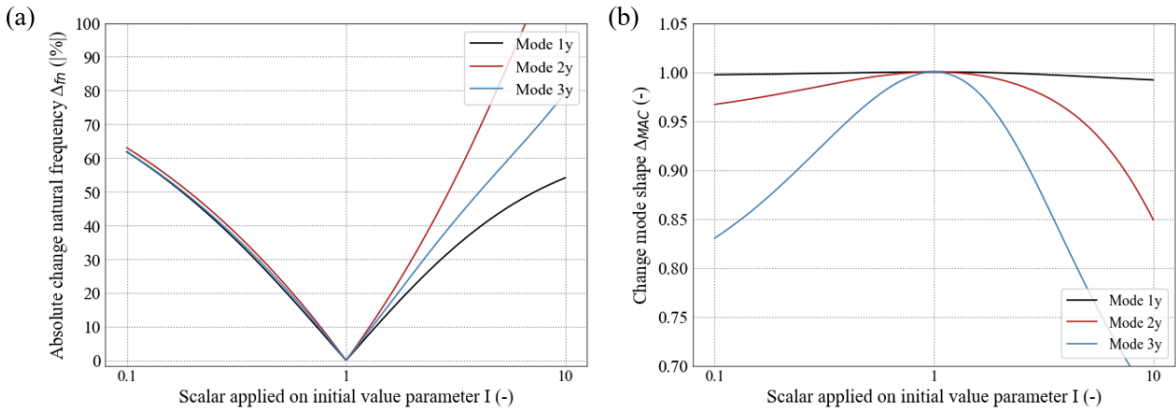 (a)
Absolute change natural frequency Δfn (|%|)
100
90
80
70
60
50
40
30
20
10
0
Mode 1y
Mode 2y
Mode 3y
0.1
1
10
Scalar applied on initial value parameter I (-)
(b)
Change mode shape ΔMAC (-)
1.05
1.00
0.95
0.90
0.85
0.80
0.75
0.70
Mode 1y
Mode 2y
Mode 3y
0.1
1
10
Scalar applied on initial value parameter I (-)